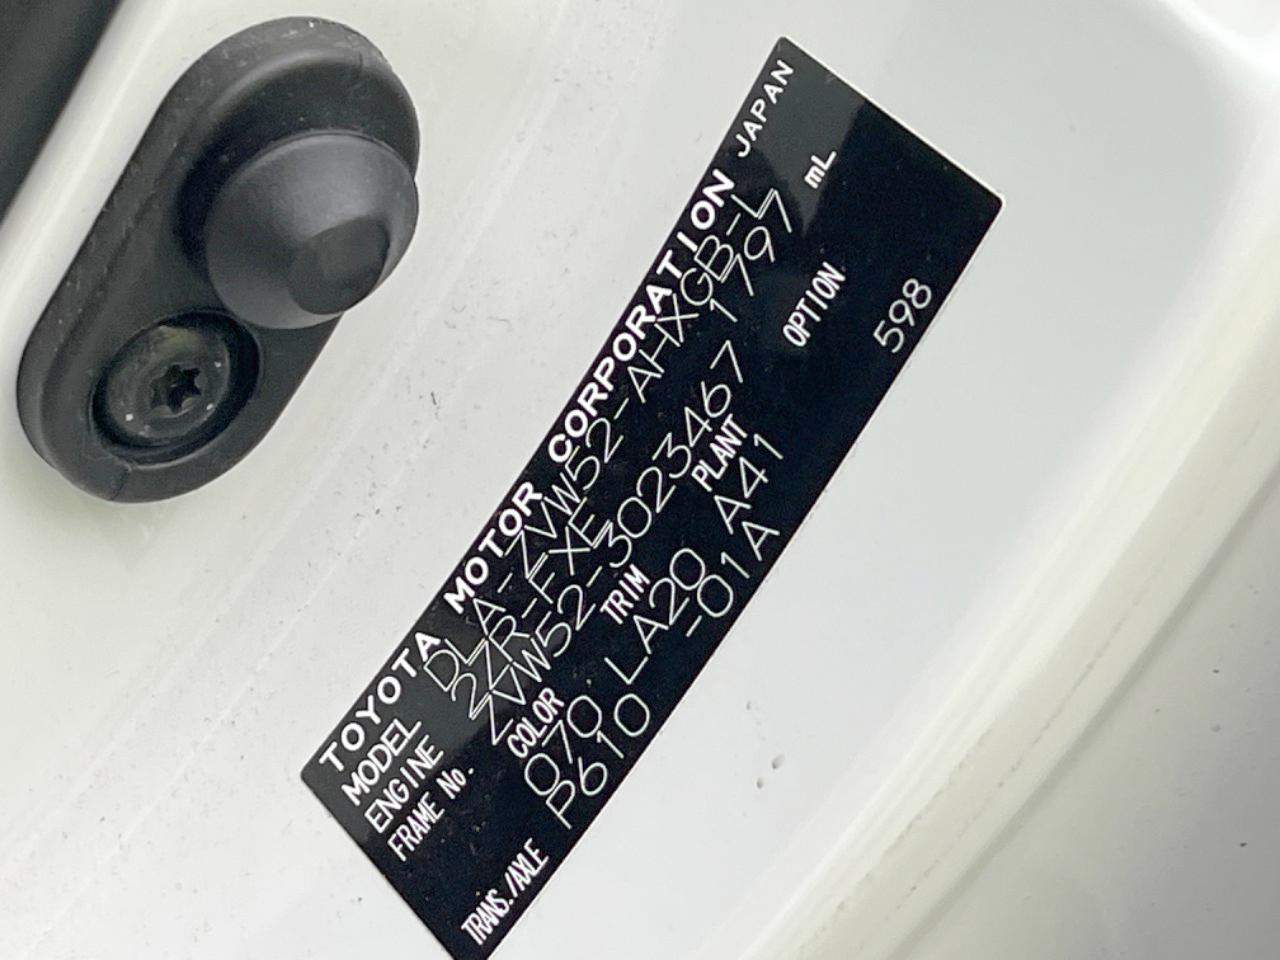 TOYOTA MOTOR CORPORATION JAPAN
MODEL DLA-ZVW52-AHXGB-L
ENGINE 2ZR-FXE 1797 mL
FRAME No. ZVW52-3023467
COLOR TRIM PLANT OPTION
070 LA20 A41 598
TRANS./AXLE P610 -01A